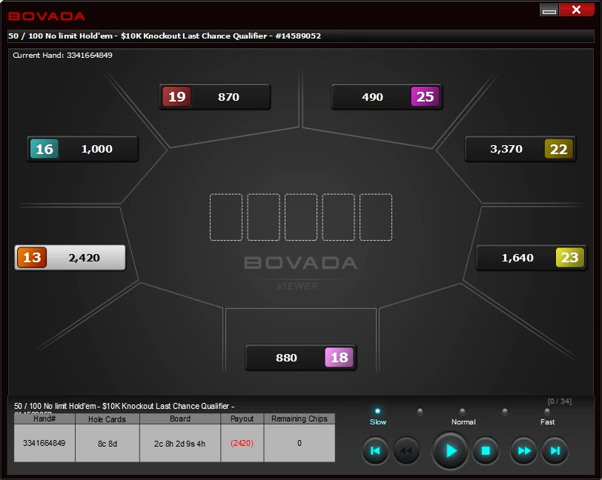 BOVADA
50 / 100 No limit Hold'em - $10K Knockout Last Chance Qualifier - #14589052
Current Hand: 3341664849
19 870
490 25
16 1,000
3,370 22
13 2,420
1,640 23
BOVADA
VIEWER
880 18
50 / 100 No limit Hold'em - $10K Knockout Last Chance Qualifier -
#14589052
[0 / 34]
Hand# Hole Cards Board Payout Remaining Chips
3341664849 8c 8d 2c 8h 2d 9s 4h (2420) 0
Slow Normal Fast